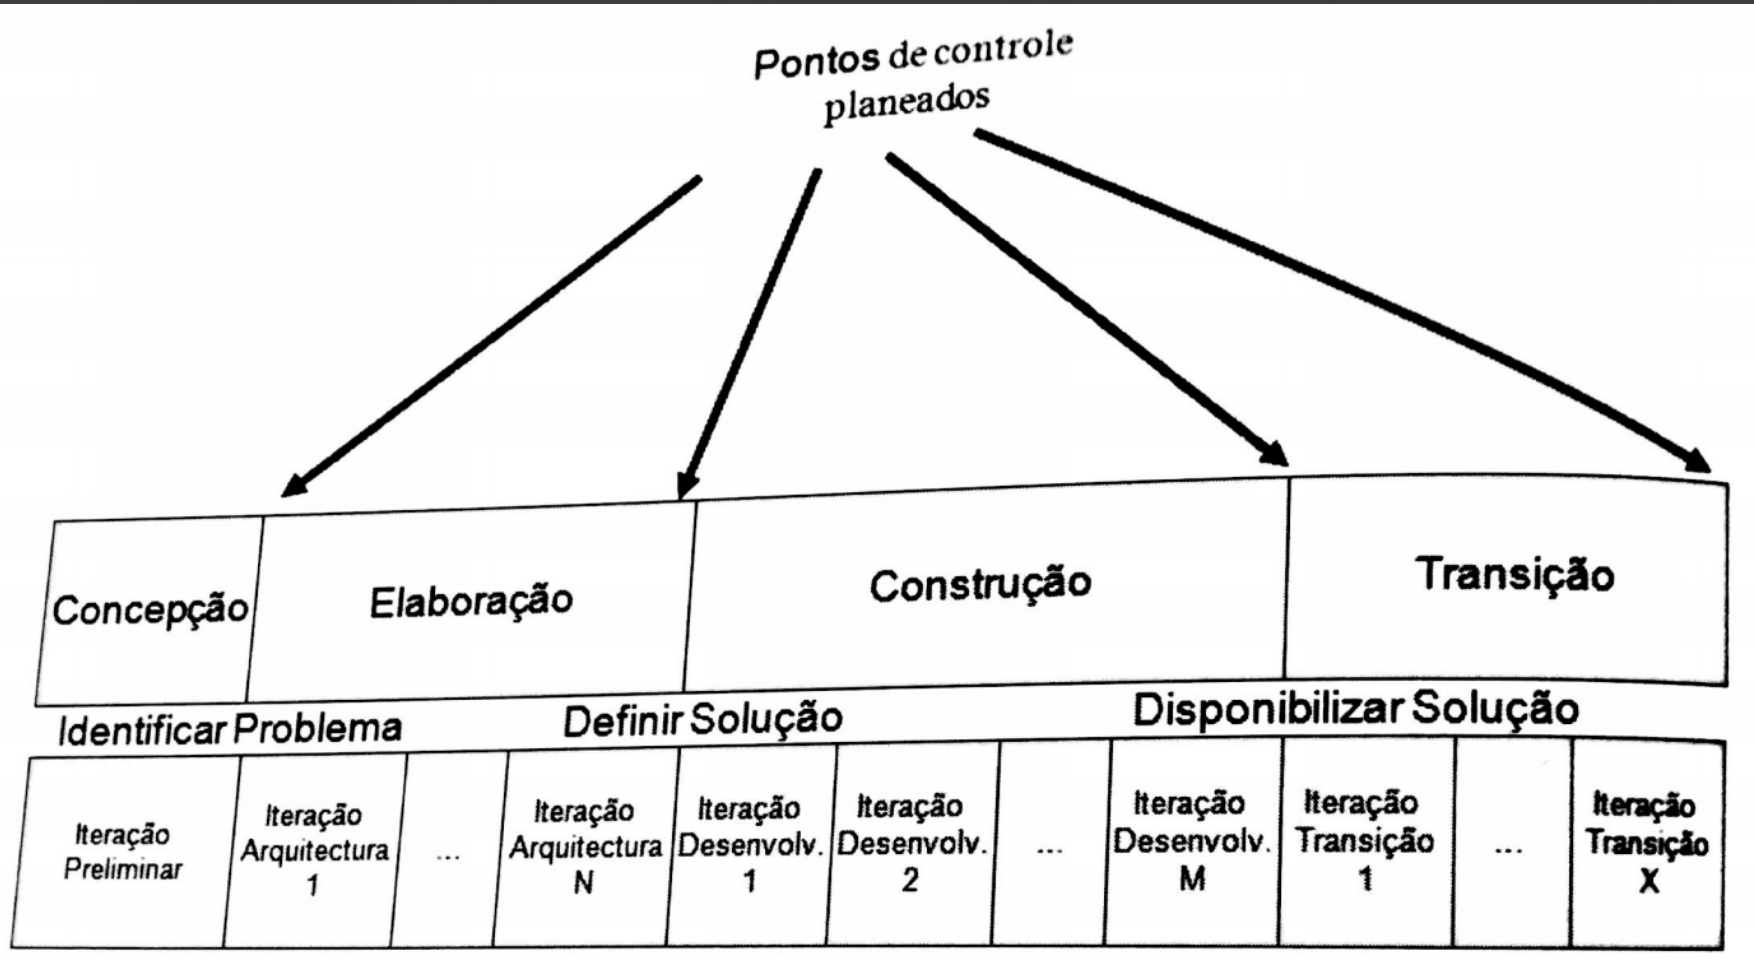 Pontos de controle
planeados
Concepção
Elaboração
Construção
Transição
Identificar Problema
Definir Solução
Disponibilizar Solução
Iteração
Preliminar
Iteração
Arquitectura
1
...
Iteração
Arquitectura
N
Iteração
Desenvolv.
1
Iteração
Desenvolv.
2
...
Iteração
Desenvolv.
M
Iteração
Transição
1
...
Iteração
Transição
X